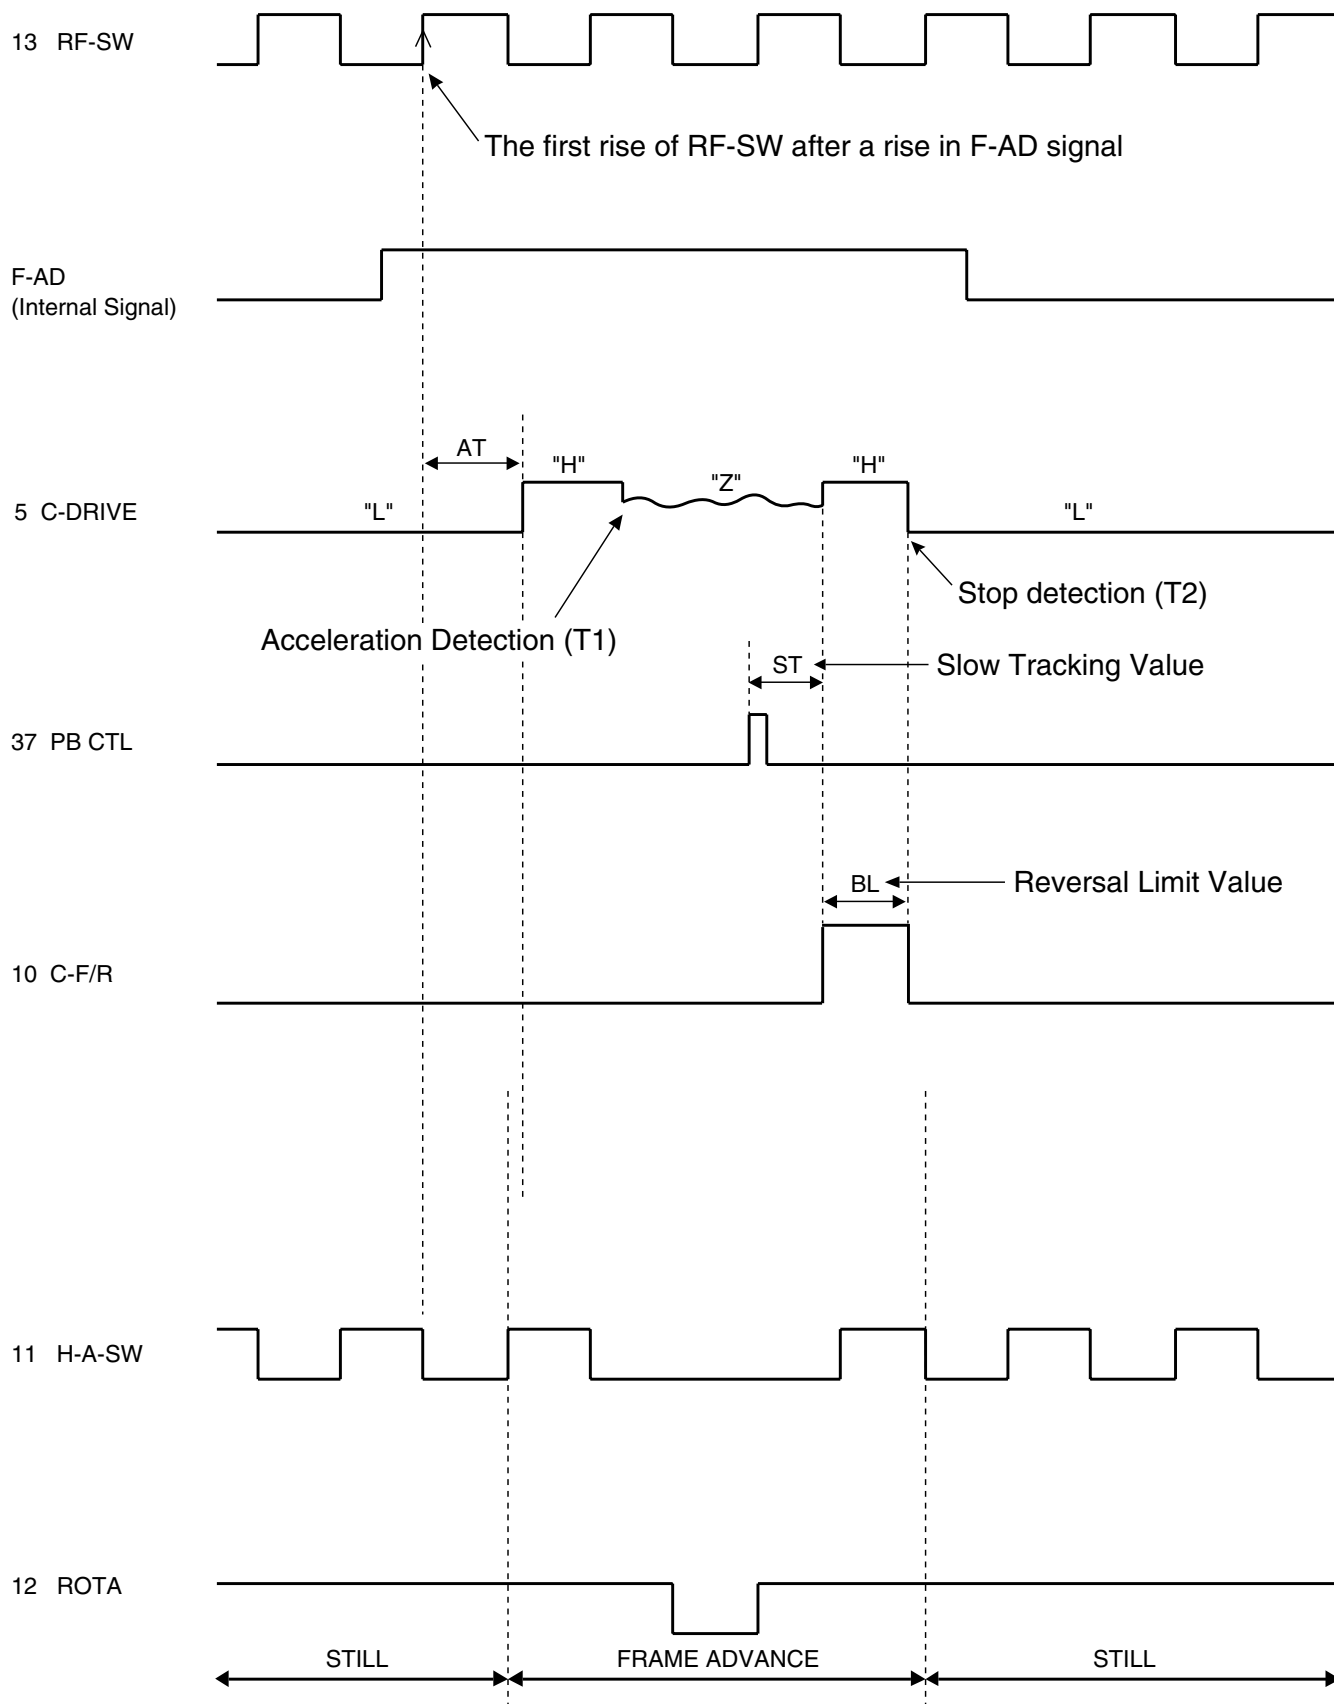 13 RF-SW
The first rise of RF-SW after a rise in F-AD signal
F-AD
(Internal Signal)
AT
"H"
"Z"
"H"
5 C-DRIVE
"L"
"L"
Stop detection (T2)
Acceleration Detection (T1)
ST
Slow Tracking Value
37 PB CTL
BL
Reversal Limit Value
10 C-F/R
11 H-A-SW
12 ROTA
STILL
FRAME ADVANCE
STILL